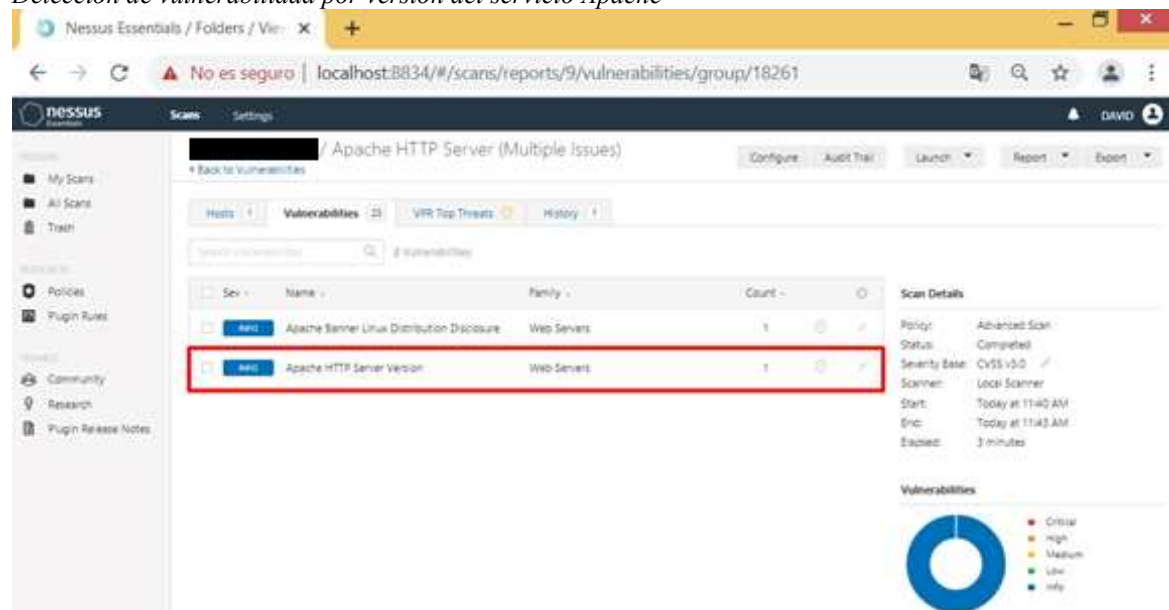 Detección de vulnerabilidad por versión del servicio Apache
Nessus Essentials / Folders / Vie
No es seguro | localhost:8834/#/scans/reports/9/vulnerabilities/group/18261
nessus
Essentials
Scans Settings
DAVID
/ Apache HTTP Server (Multiple Issues)
Back to Vulnerabilities
Configure Audit Trail Launch Report Export
My Scans
All Scans
Trash
Policies
Plugin Rules
Community
Research
Plugin Release Notes
Hosts 1 Vulnerabilities 23 VPR Top Threats History 1
Search Vulnerabilities 2 Vulnerabilities
Sev Name Family Count
INFO Apache Banner Linux Distribution Disclosure Web Servers 1
INFO Apache HTTP Server Version Web Servers 1
Scan Details
Policy: Advanced Scan
Status: Completed
Severity Base: CVSS v3.0
Scanner: Local Scanner
Start: Today at 11:40 AM
End: Today at 11:43 AM
Elapsed: 3 minutes
Vulnerabilities
Critical
High
Medium
Low
Info